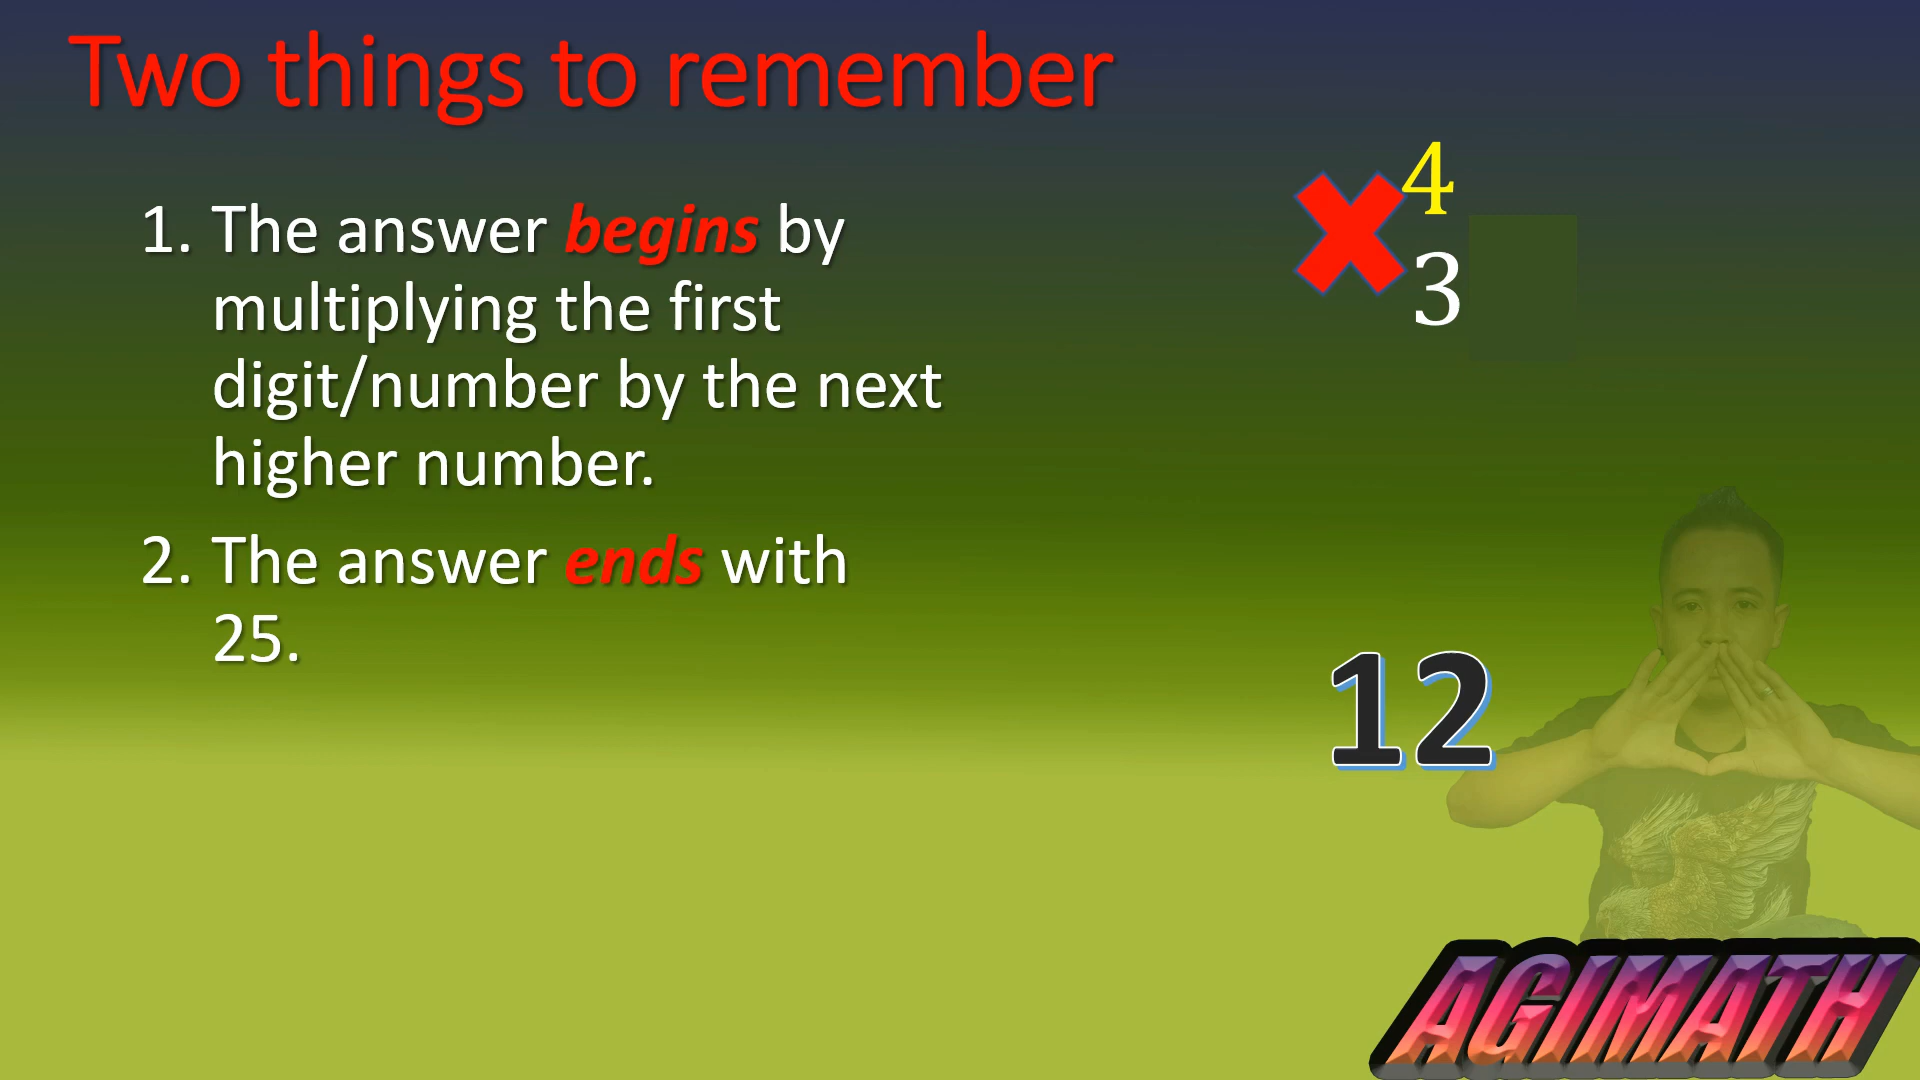 Two things to remember
1. The answer begins by
multiplying the first
digit/number by the next
higher number.
2. The answer ends with
25.
4
3
12
AGIMATH